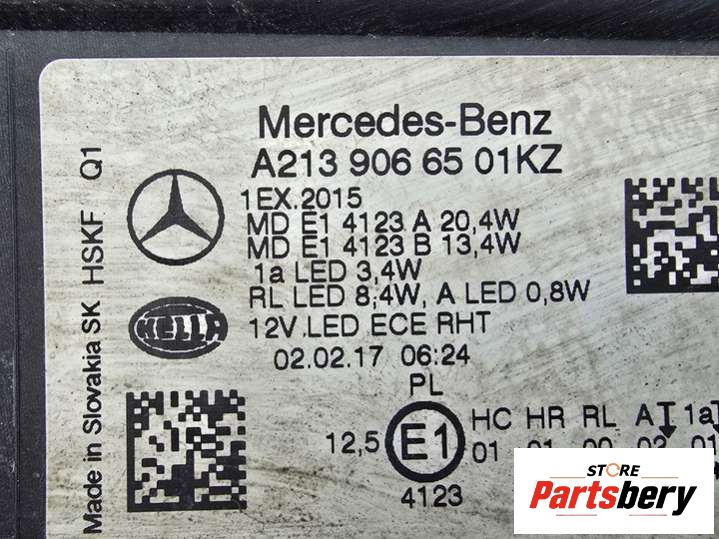 Mercedes-Benz
A213 906 65 01KZ
1EX.2015
MD E1 4123 A 20,4W
MD E1 4123 B 13,4W
1a LED 3,4W
RL LED 8,4W, A LED 0,8W
12V.LED ECE RHT
02.02.17 06:24
PL
HC HR RL A 1a
12,5 E1 01 01 00 02 01
4123
HELLA
Made in Slovakia SK HSKF Q1
STORE
Partsbery